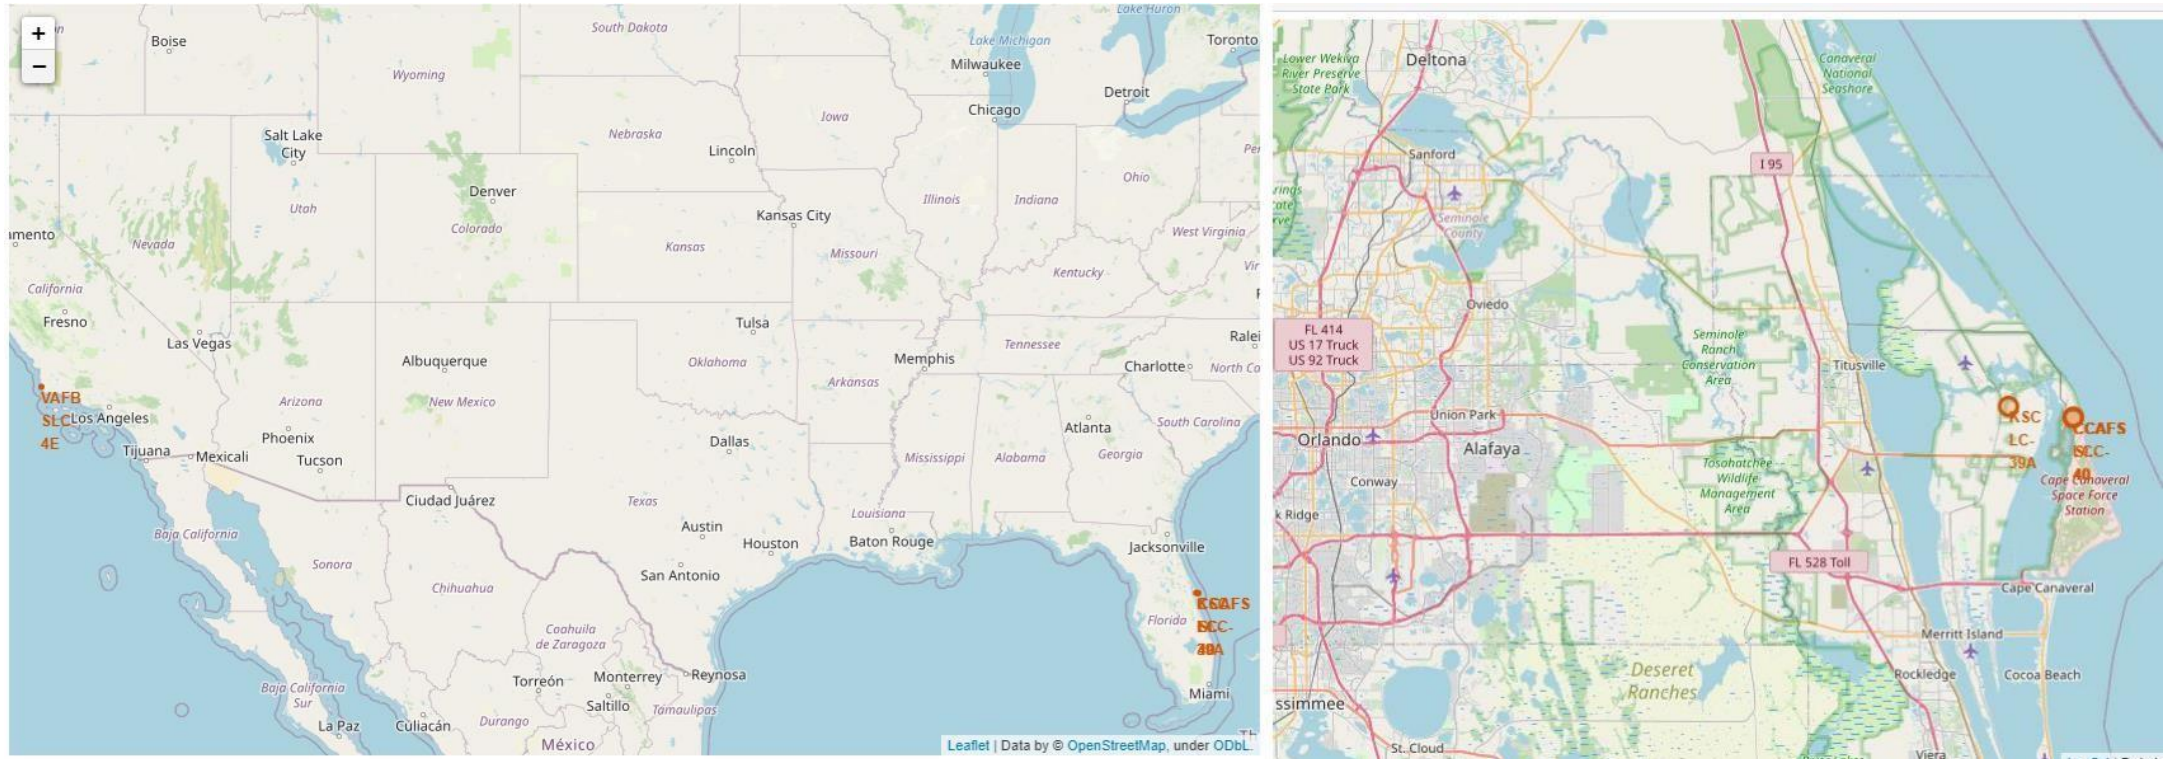 +
−
Boise
South Dakota
Lake Huron
Lake Michigan
Toronto
Milwaukee
Wyoming
Detroit
Chicago
Iowa
Nebraska
Salt Lake
City
Lincoln
Ohio
Denver
Illinois
Indiana
Utah
Kansas City
Colorado
West Virginia
amento
Nevada
Kansas
Missouri
Kentucky
California
Fresno
Las Vegas
Tulsa
Ralei
Tennessee
Albuquerque
Oklahoma
Memphis
Charlotte
North Ca
Arkansas
VAFB
SLC-
4E
Los Angeles
Arizona
New Mexico
South Carolina
Atlanta
Phoenix
Dallas
Tijuana
Mexicali
Tucson
Mississippi
Alabama
Georgia
Ciudad Juárez
Texas
Louisiana
Austin
Baja California
Houston
Baton Rouge
Jacksonville
Sonora
San Antonio
Chihuahua
Florida
Coahuila
de Zaragoza
Torreón
Monterrey
Reynosa
Baja California
Sur
Saltillo
Miami
La Paz
Culiacán
Durango
Tamaulipas
México
Leaflet | Data by © OpenStreetMap, under ODbL.
Lower Wekiva
River Preserve
State Park
Deltona
Canaveral
National
Seashore
Sanford
I 95
Seminole
County
Oviedo
FL 414
US 17 Truck
US 92 Truck
Seminole
Ranch
Conservation
Area
Titusville
Union Park
KSC
LC-
39A
CCAFS
Orlando
Alafaya
Tosohatchee
Wildlife
Management
Area
Conway
Cape Canaveral
Space Force
Station
k Ridge
FL 528 Toll
Cape Canaveral
Merritt Island
Deseret
Ranches
Rockledge
Cocoa Beach
ssimmee
St. Cloud
Viera